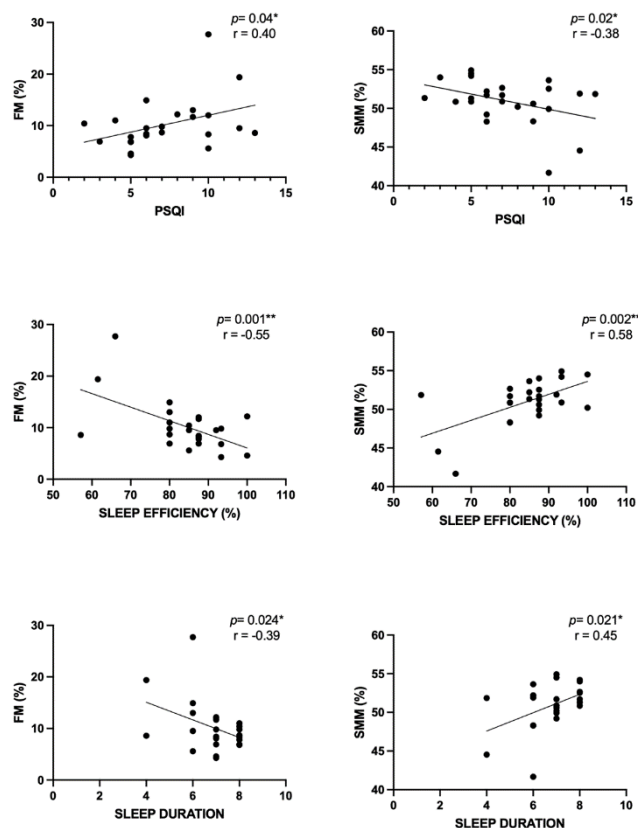 p= 0.04*
r = 0.40
30
20
10
0
0
5
10
15
FM (%)
PSQI
p= 0.02*
r = -0.38
60
55
50
45
40
0
5
10
15
SMM (%)
PSQI
p= 0.001**
r = -0.55
30
20
10
0
50
60
70
80
90
100
110
FM (%)
SLEEP EFFICIENCY (%)
p= 0.002**
r = 0.58
60
55
50
45
40
50
60
70
80
90
100
110
SMM (%)
SLEEP EFFICIENCY (%)
p= 0.024*
r = -0.39
30
20
10
0
0
2
4
6
8
10
FM (%)
SLEEP DURATION
p= 0.021*
r = 0.45
60
55
50
45
40
0
2
4
6
8
10
SMM (%)
SLEEP DURATION